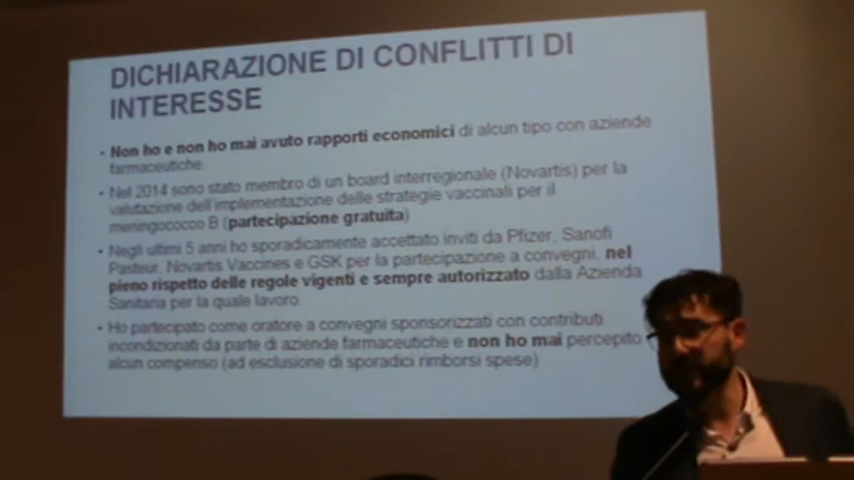 DICHIARAZIONE DI CONFLITTI DI
INTERESSE
• Non ho e non ho mai avuto rapporti economici di alcun tipo con aziende
farmaceutiche.
• Nel 2014 sono stato membro di un board interregionale (Novartis) per la
valutazione dell'implementazione delle strategie vaccinali per il
meningococco B (partecipazione gratuita)
• Negli ultimi 5 anni ho sporadicamente accettato inviti da Pfizer, Sanofi
Pasteur, Novartis Vaccines e GSK per la partecipazione a convegni, nel
pieno rispetto delle regole vigenti e sempre autorizzato dalla Azienda
Sanitaria per la quale lavoro.
• Ho partecipato come oratore a convegni sponsorizzati con contributi
incondizionati da parte di aziende farmaceutiche e non ho mai percepito
alcun compenso (ad esclusione di sporadici rimborsi spese)